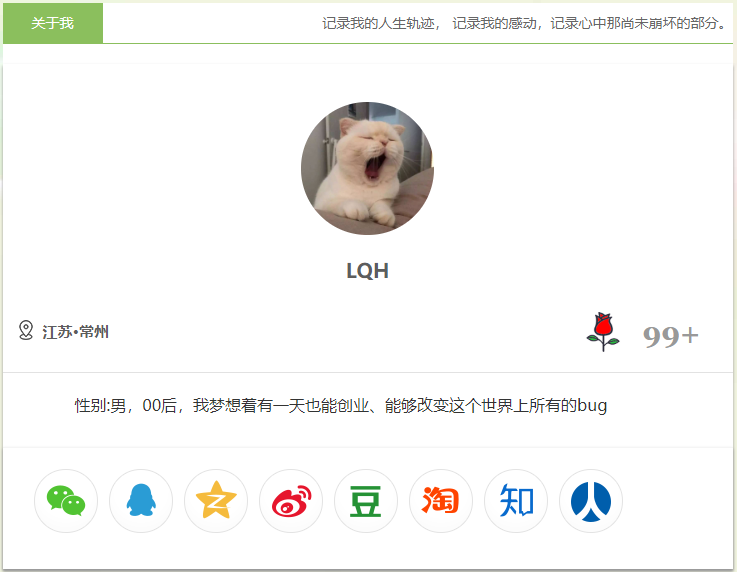 关于我
记录我的人生轨迹， 记录我的感动，记录心中那尚未崩坏的部分。
LQH
江苏•常州
99+
性别:男，00后，我梦想着有一天也能创业、能够改变这个世界上所有的bug
豆 淘 知 人